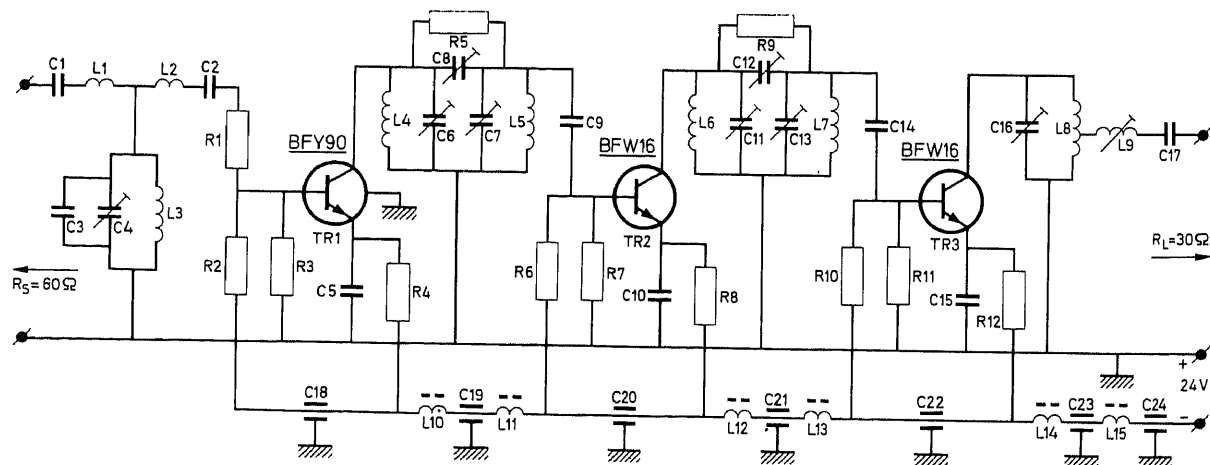 R5
R9
C1
L1
L2
C2
C8
C12
R1
L4
C6
C7
L5
C9
L6
C11
C13
L7
C14
C16
L8
L9
C17
BFY90
BFW16
BFW16
C3
C4
L3
TR1
TR2
TR3
RS=60Ω
RL=30Ω
R2
R3
C5
R4
R6
R7
C10
R8
R10
R11
C15
R12
+
24V
−
C18
L10
C19
L11
C20
L12
C21
L13
C22
L14
C23
L15
C24